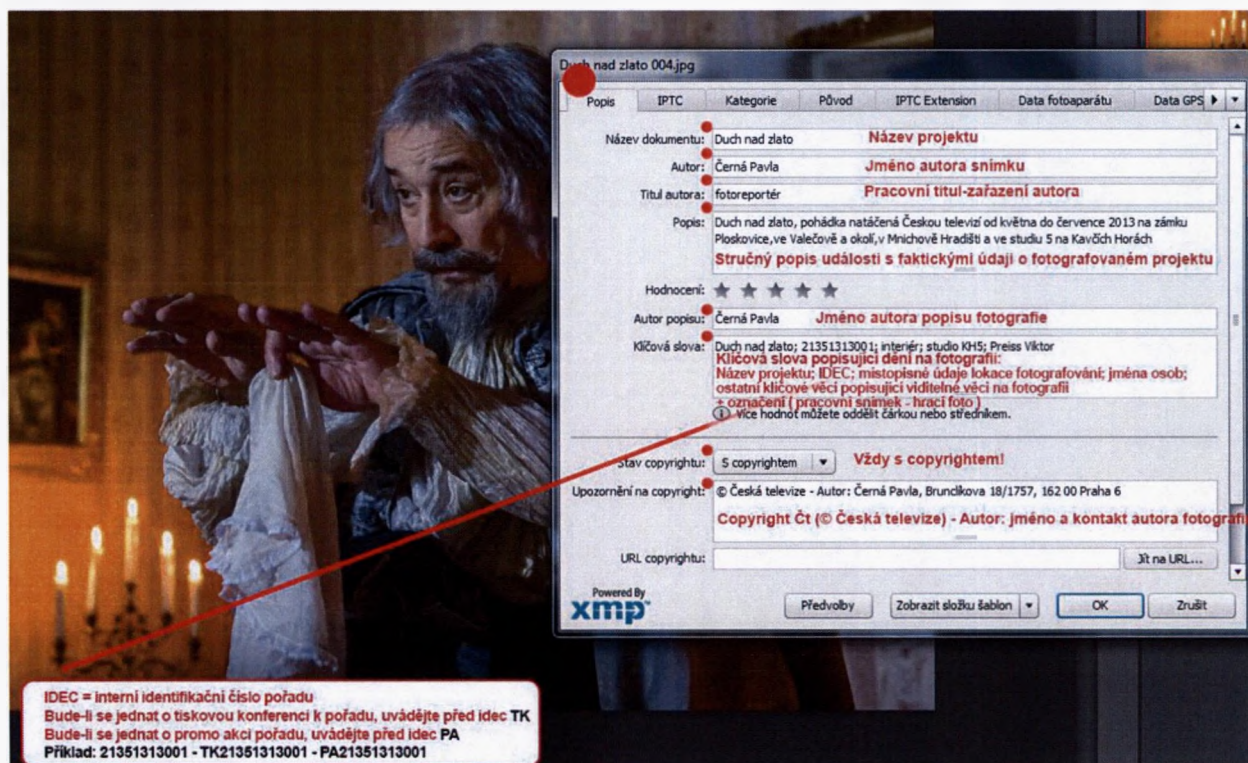 Duch nad zlato 004.jpg
Popis IPTC Kategorie Původ IPTC Extension Data fotoaparátu Data GPS
Název dokumentu: Duch nad zlato Název projektu
Autor: Černá Pavla Jméno autora snímku
Titul autora: fotoreportér Pracovní titul-zařazení autora
Popis: Duch nad zlato, pohádka natáčená Českou televizí od května do července 2013 na zámku
Ploskovice,ve Valečově a okolí,v Mnichově Hradišti a ve studiu 5 na Kavčích Horách
Stručný popis události s faktickými údaji o fotografovaném projektu
Hodnocení:
Autor popisu: Černá Pavla Jméno autora popisu fotografie
Klíčová slova: Duch nad zlato; 21351313001; interiér; studio KH5; Preiss Viktor
Klíčová slova popisující dění na fotografii:
Název projektu; IDEC; místopisné údaje lokace fotografování; jména osob;
ostatní klíčové věci popisující viditelné věci na fotografii
+ označení ( pracovní snímek - hrací foto )
Více hodnot můžete oddělit čárkou nebo středníkem.
Stav copyrightu: S copyrightem Vždy s copyrightem!
Upozornění na copyright: © Česká televize - Autor: Černá Pavla, Brunclíkova 18/1757, 162 00 Praha 6
Copyright Čt (© Česká televize) - Autor: jméno a kontakt autora fotografi
URL copyrightu: Jít na URL...
Powered By
xmp™ Předvolby Zobrazit složku šablon OK Zrušit
IDEC = interní identifikační číslo pořadu
Bude-li se jednat o tiskovou konferenci k pořadu, uvádějte před idec TK
Bude-li se jednat o promo akci pořadu, uvádějte před idec PA
Příklad: 21351313001 - TK21351313001 - PA21351313001